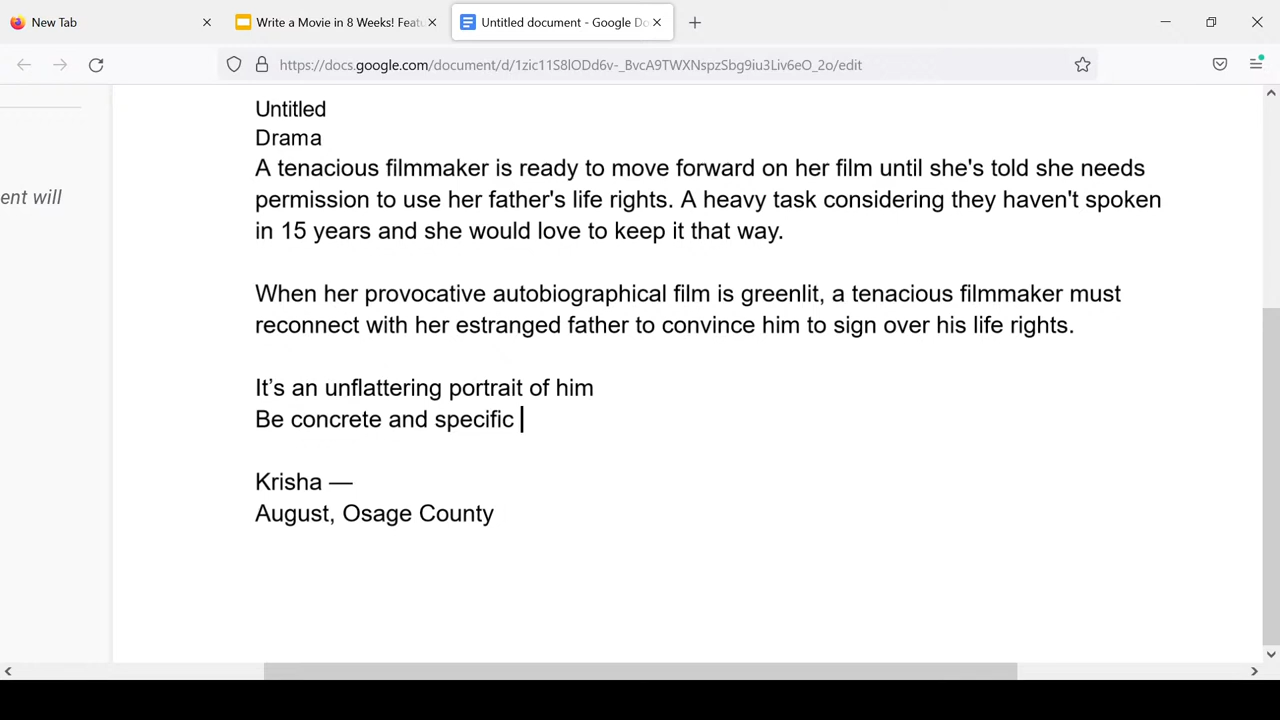 New Tab
Write a Movie in 8 Weeks! Featu
Untitled document - Google Do
https://docs.google.com/document/d/1zic11S8lODd6v-_BvcA9TWXNspzSbg9iu3Liv6eO_2o/edit
Untitled
Drama
A tenacious filmmaker is ready to move forward on her film until she's told she needs
permission to use her father's life rights. A heavy task considering they haven't spoken
ent will
in 15 years and she would love to keep it that way.
When her provocative autobiographical film is greenlit, a tenacious filmmaker must
reconnect with her estranged father to convince him to sign over his life rights.
It’s an unflattering portrait of him
Be concrete and specific
Krisha —
August, Osage County